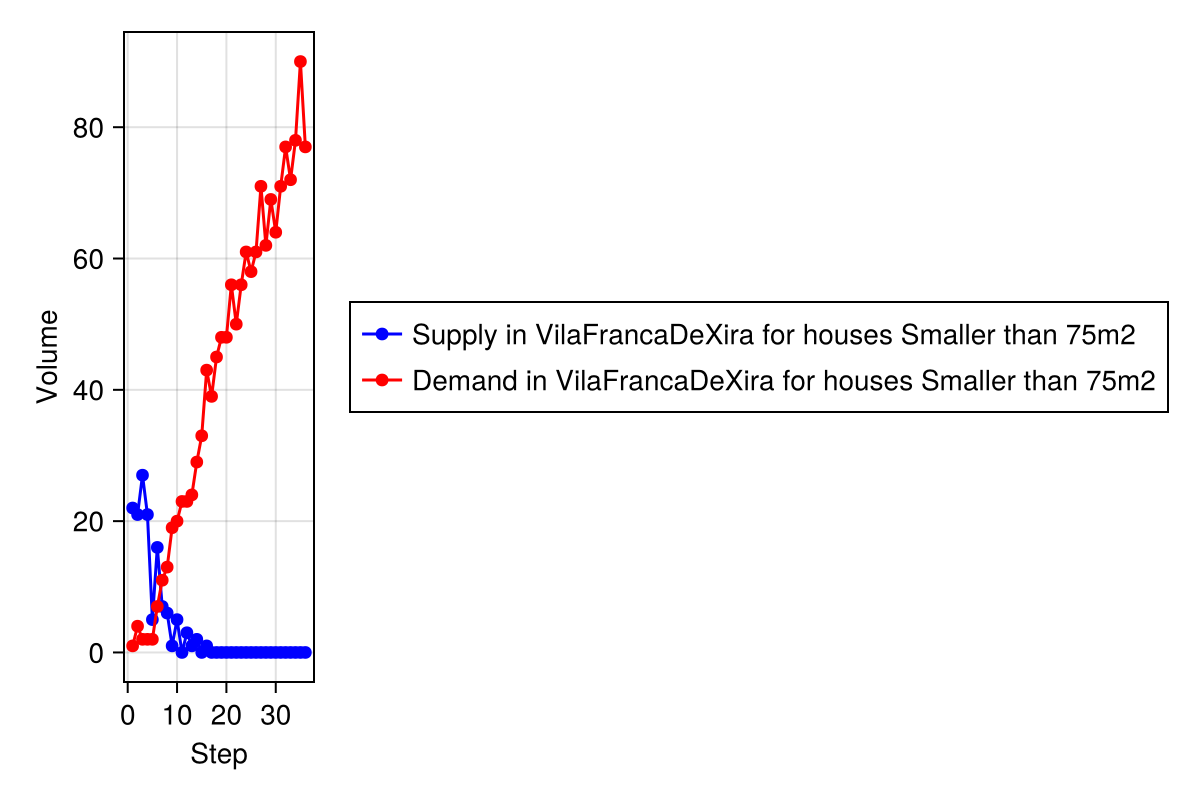 80
60
40
20
0
Volume
0 10 20 30
Step
Supply in VilaFrancaDeXira for houses Smaller than 75m2
Demand in VilaFrancaDeXira for houses Smaller than 75m2